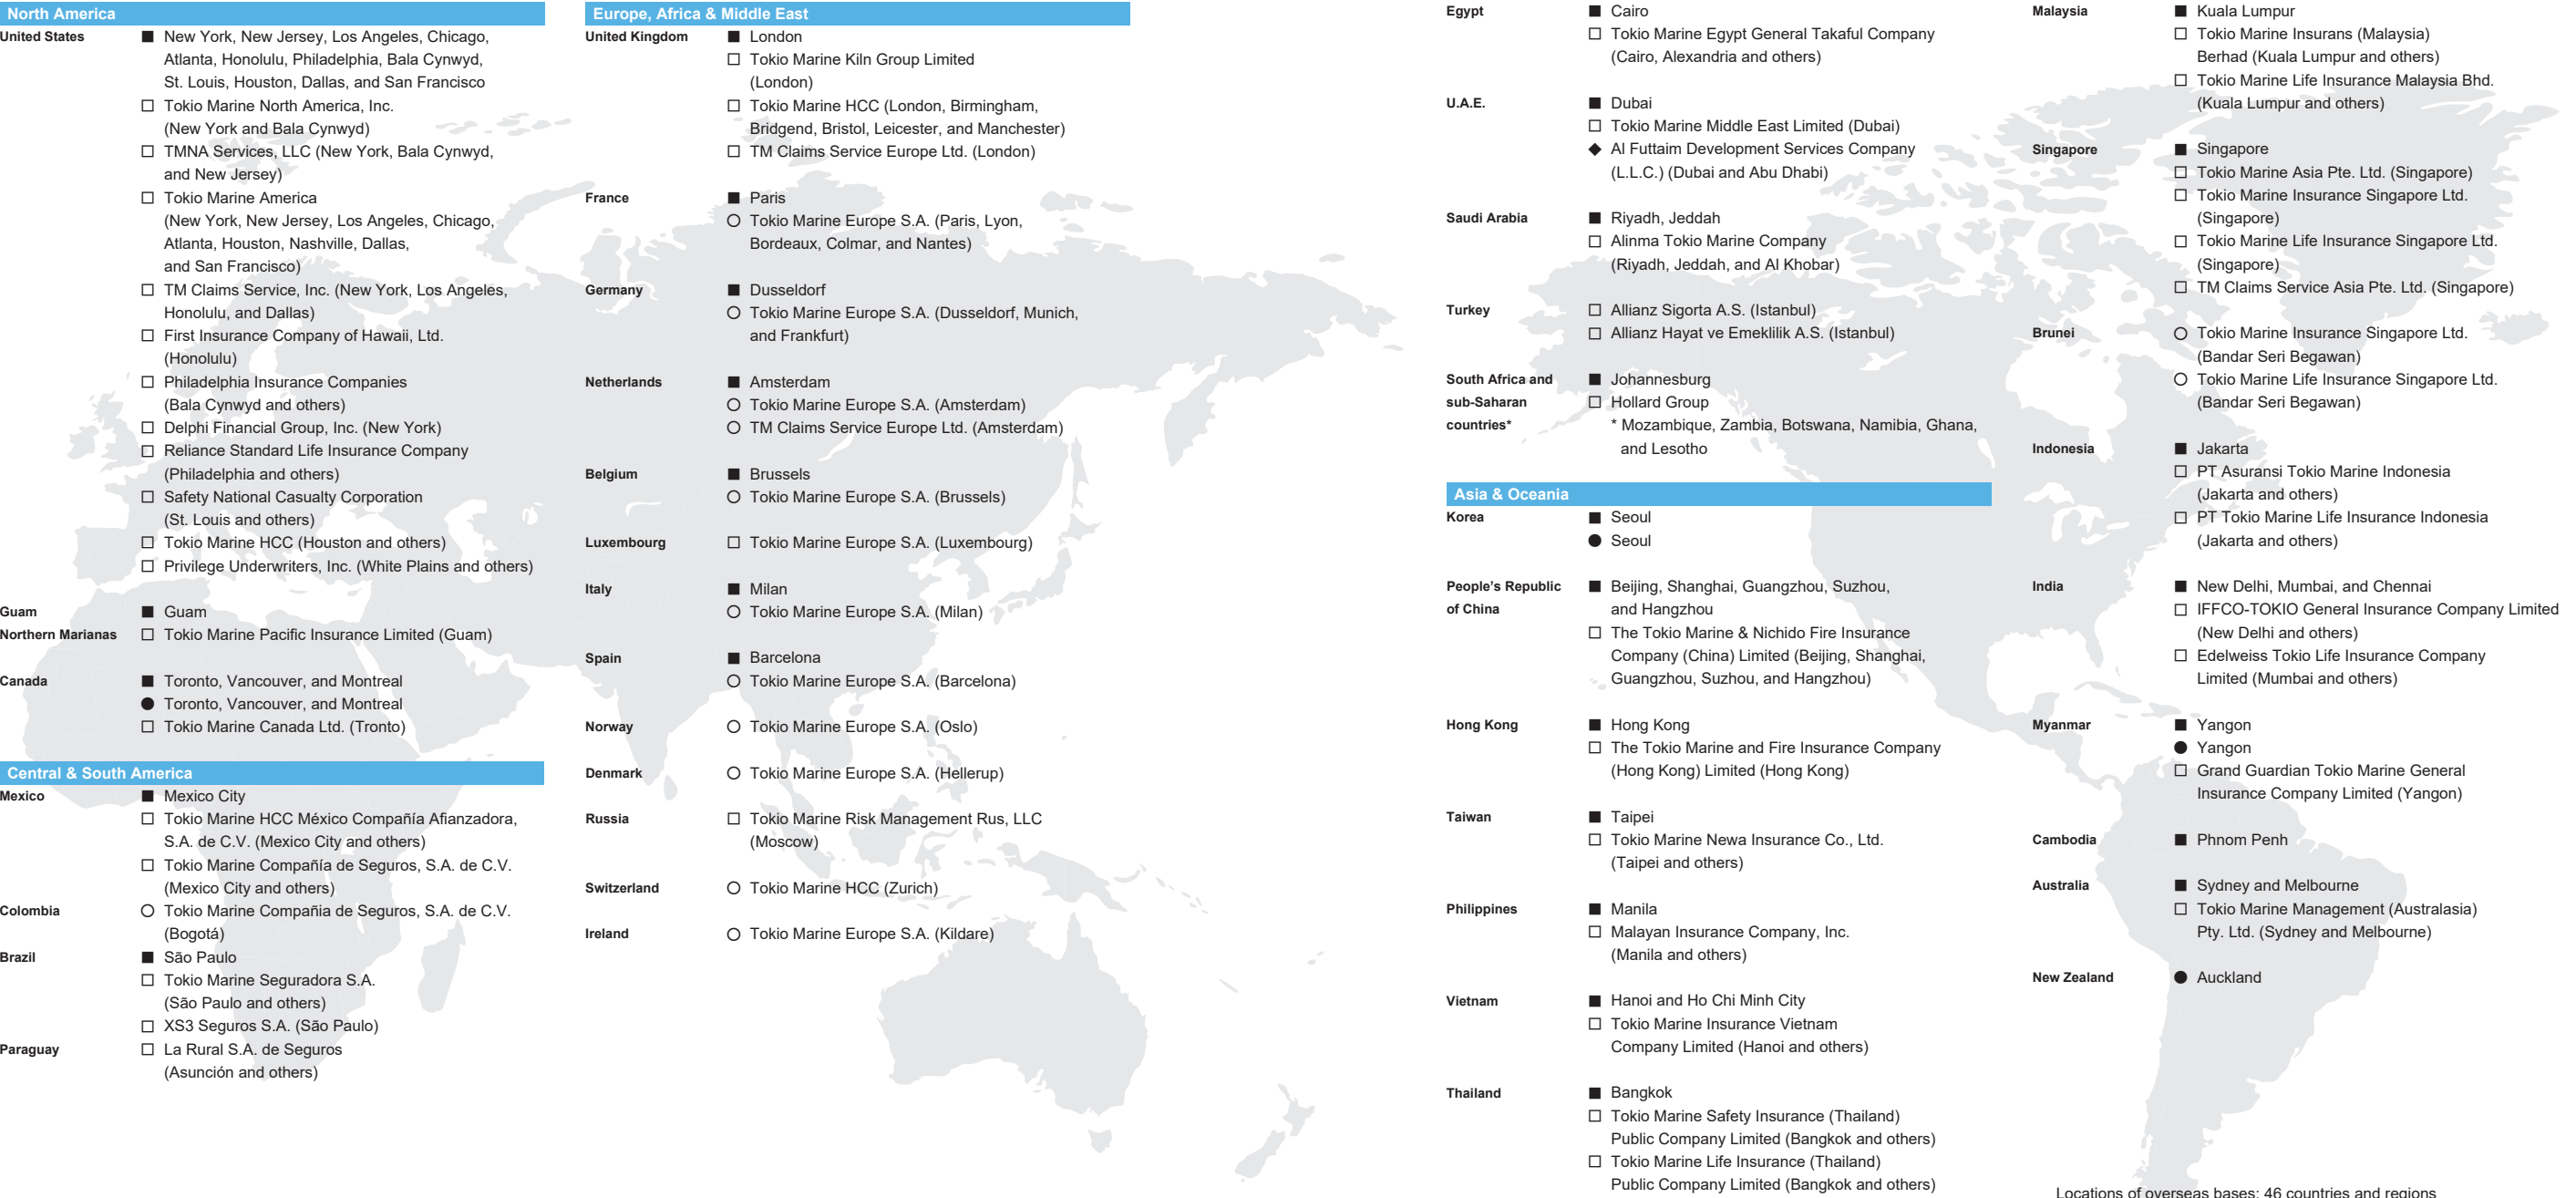 North America
United States ■ New York, New Jersey, Los Angeles, Chicago,
Atlanta, Honolulu, Philadelphia, Bala Cynwyd,
St. Louis, Houston, Dallas, and San Francisco
□ Tokio Marine North America, Inc.
(New York and Bala Cynwyd)
□ TMNA Services, LLC (New York, Bala Cynwyd,
and New Jersey)
□ Tokio Marine America
(New York, New Jersey, Los Angeles, Chicago,
Atlanta, Houston, Nashville, Dallas,
and San Francisco)
□ TM Claims Service, Inc. (New York, Los Angeles,
Honolulu, and Dallas)
□ First Insurance Company of Hawaii, Ltd.
(Honolulu)
□ Philadelphia Insurance Companies
(Bala Cynwyd and others)
□ Delphi Financial Group, Inc. (New York)
□ Reliance Standard Life Insurance Company
(Philadelphia and others)
□ Safety National Casualty Corporation
(St. Louis and others)
□ Tokio Marine HCC (Houston and others)
□ Privilege Underwriters, Inc. (White Plains and others)
Guam ■ Guam
Northern Marianas □ Tokio Marine Pacific Insurance Limited (Guam)
Canada ■ Toronto, Vancouver, and Montreal
● Toronto, Vancouver, and Montreal
□ Tokio Marine Canada Ltd. (Tronto)
Central & South America
Mexico ■ Mexico City
□ Tokio Marine HCC México Compañía Afianzadora,
S.A. de C.V. (Mexico City and others)
□ Tokio Marine Compañía de Seguros, S.A. de C.V.
(Mexico City and others)
Colombia ○ Tokio Marine Compañia de Seguros, S.A. de C.V.
(Bogotá)
Brazil ■ São Paulo
□ Tokio Marine Seguradora S.A.
(São Paulo and others)
□ XS3 Seguros S.A. (São Paulo)
Paraguay □ La Rural S.A. de Seguros
(Asunción and others)
Europe, Africa & Middle East
United Kingdom ■ London
□ Tokio Marine Kiln Group Limited
(London)
□ Tokio Marine HCC (London, Birmingham,
Bridgend, Bristol, Leicester, and Manchester)
□ TM Claims Service Europe Ltd. (London)
France ■ Paris
○ Tokio Marine Europe S.A. (Paris, Lyon,
Bordeaux, Colmar, and Nantes)
Germany ■ Dusseldorf
○ Tokio Marine Europe S.A. (Dusseldorf, Munich,
and Frankfurt)
Netherlands ■ Amsterdam
○ Tokio Marine Europe S.A. (Amsterdam)
○ TM Claims Service Europe Ltd. (Amsterdam)
Belgium ■ Brussels
○ Tokio Marine Europe S.A. (Brussels)
Luxembourg □ Tokio Marine Europe S.A. (Luxembourg)
Italy ■ Milan
○ Tokio Marine Europe S.A. (Milan)
Spain ■ Barcelona
○ Tokio Marine Europe S.A. (Barcelona)
Norway ○ Tokio Marine Europe S.A. (Oslo)
Denmark ○ Tokio Marine Europe S.A. (Hellerup)
Russia □ Tokio Marine Risk Management Rus, LLC
(Moscow)
Switzerland ○ Tokio Marine HCC (Zurich)
Ireland ○ Tokio Marine Europe S.A. (Kildare)
Egypt ■ Cairo
□ Tokio Marine Egypt General Takaful Company
(Cairo, Alexandria and others)
U.A.E. ■ Dubai
□ Tokio Marine Middle East Limited (Dubai)
◆ Al Futtaim Development Services Company
(L.L.C.) (Dubai and Abu Dhabi)
Saudi Arabia ■ Riyadh, Jeddah
□ Alinma Tokio Marine Company
(Riyadh, Jeddah, and Al Khobar)
Turkey □ Allianz Sigorta A.S. (Istanbul)
□ Allianz Hayat ve Emeklilik A.S. (Istanbul)
South Africa and ■ Johannesburg
sub-Saharan □ Hollard Group
countries* * Mozambique, Zambia, Botswana, Namibia, Ghana,
and Lesotho
Asia & Oceania
Korea ■ Seoul
● Seoul
People's Republic ■ Beijing, Shanghai, Guangzhou, Suzhou,
of China and Hangzhou
□ The Tokio Marine & Nichido Fire Insurance
Company (China) Limited (Beijing, Shanghai,
Guangzhou, Suzhou, and Hangzhou)
Hong Kong ■ Hong Kong
□ The Tokio Marine and Fire Insurance Company
(Hong Kong) Limited (Hong Kong)
Taiwan ■ Taipei
□ Tokio Marine Newa Insurance Co., Ltd.
(Taipei and others)
Philippines ■ Manila
□ Malayan Insurance Company, Inc.
(Manila and others)
Vietnam ■ Hanoi and Ho Chi Minh City
□ Tokio Marine Insurance Vietnam
Company Limited (Hanoi and others)
Thailand ■ Bangkok
□ Tokio Marine Safety Insurance (Thailand)
Public Company Limited (Bangkok and others)
□ Tokio Marine Life Insurance (Thailand)
Public Company Limited (Bangkok and others)
Malaysia ■ Kuala Lumpur
□ Tokio Marine Insurans (Malaysia)
Berhad (Kuala Lumpur and others)
□ Tokio Marine Life Insurance Malaysia Bhd.
(Kuala Lumpur and others)
Singapore ■ Singapore
□ Tokio Marine Asia Pte. Ltd. (Singapore)
□ Tokio Marine Insurance Singapore Ltd.
(Singapore)
□ Tokio Marine Life Insurance Singapore Ltd.
(Singapore)
□ TM Claims Service Asia Pte. Ltd. (Singapore)
Brunei ○ Tokio Marine Insurance Singapore Ltd.
(Bandar Seri Begawan)
○ Tokio Marine Life Insurance Singapore Ltd.
(Bandar Seri Begawan)
Indonesia ■ Jakarta
□ PT Asuransi Tokio Marine Indonesia
(Jakarta and others)
□ PT Tokio Marine Life Insurance Indonesia
(Jakarta and others)
India ■ New Delhi, Mumbai, and Chennai
□ IFFCO-TOKIO General Insurance Company Limited
(New Delhi and others)
□ Edelweiss Tokio Life Insurance Company
Limited (Mumbai and others)
Myanmar ■ Yangon
● Yangon
□ Grand Guardian Tokio Marine General
Insurance Company Limited (Yangon)
Cambodia ■ Phnom Penh
Australia ■ Sydney and Melbourne
□ Tokio Marine Management (Australasia)
Pty. Ltd. (Sydney and Melbourne)
New Zealand ● Auckland
Locations of overseas bases: 46 countries and regions